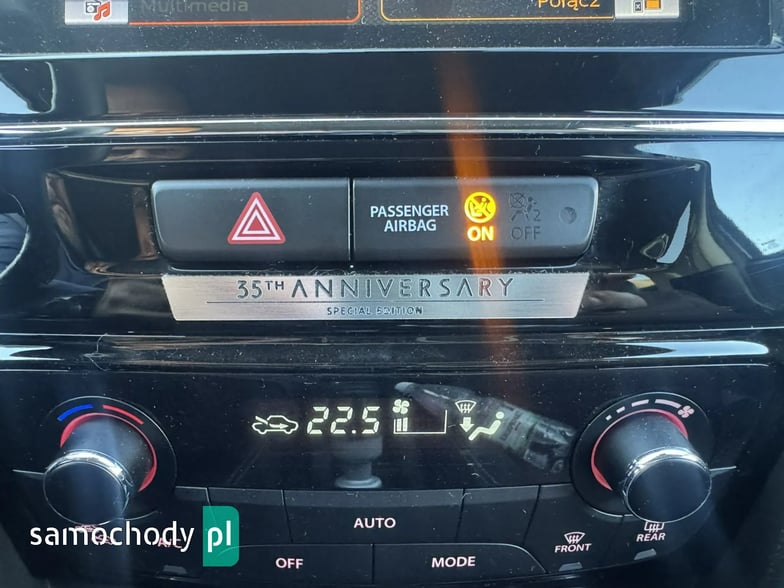 Multimedia
Połącz
PASSENGER
AIRBAG
ON
2
OFF
35TH ANNIVERSARY
SPECIAL EDITION
22.5
AUTO
A/C
OFF
MODE
FRONT
REAR
samochody pl